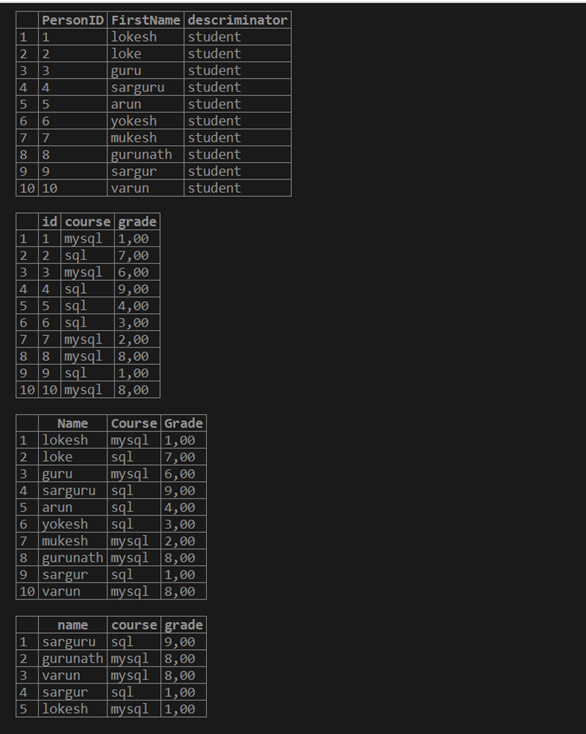 PersonID FirstName descriminator
1 1 lokesh student
2 2 loke student
3 3 guru student
4 4 sarguru student
5 5 arun student
6 6 yokesh student
7 7 mukesh student
8 8 gurunath student
9 9 sargur student
10 10 varun student
id course grade
1 1 mysql 1,00
2 2 sql 7,00
3 3 mysql 6,00
4 4 sql 9,00
5 5 sql 4,00
6 6 sql 3,00
7 7 mysql 2,00
8 8 mysql 8,00
9 9 sql 1,00
10 10 mysql 8,00
Name Course Grade
1 lokesh mysql 1,00
2 loke sql 7,00
3 guru mysql 6,00
4 sarguru sql 9,00
5 arun sql 4,00
6 yokesh sql 3,00
7 mukesh mysql 2,00
8 gurunath mysql 8,00
9 sargur sql 1,00
10 varun mysql 8,00
name course grade
1 sarguru sql 9,00
2 gurunath mysql 8,00
3 varun mysql 8,00
4 sargur sql 1,00
5 lokesh mysql 1,00